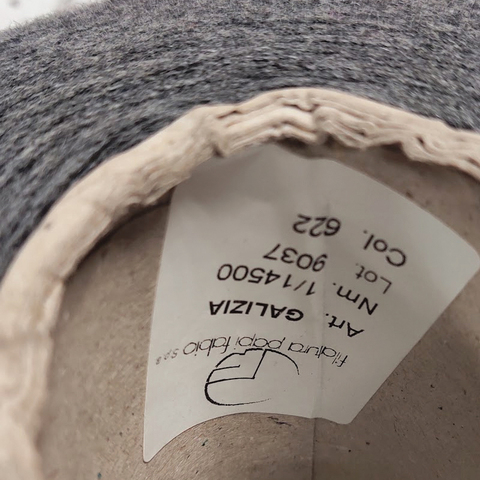 filatura papi fabio S.p.A.
Art. GALIZIA
Nm. 1/14500
Lot. 9037
Col. 622